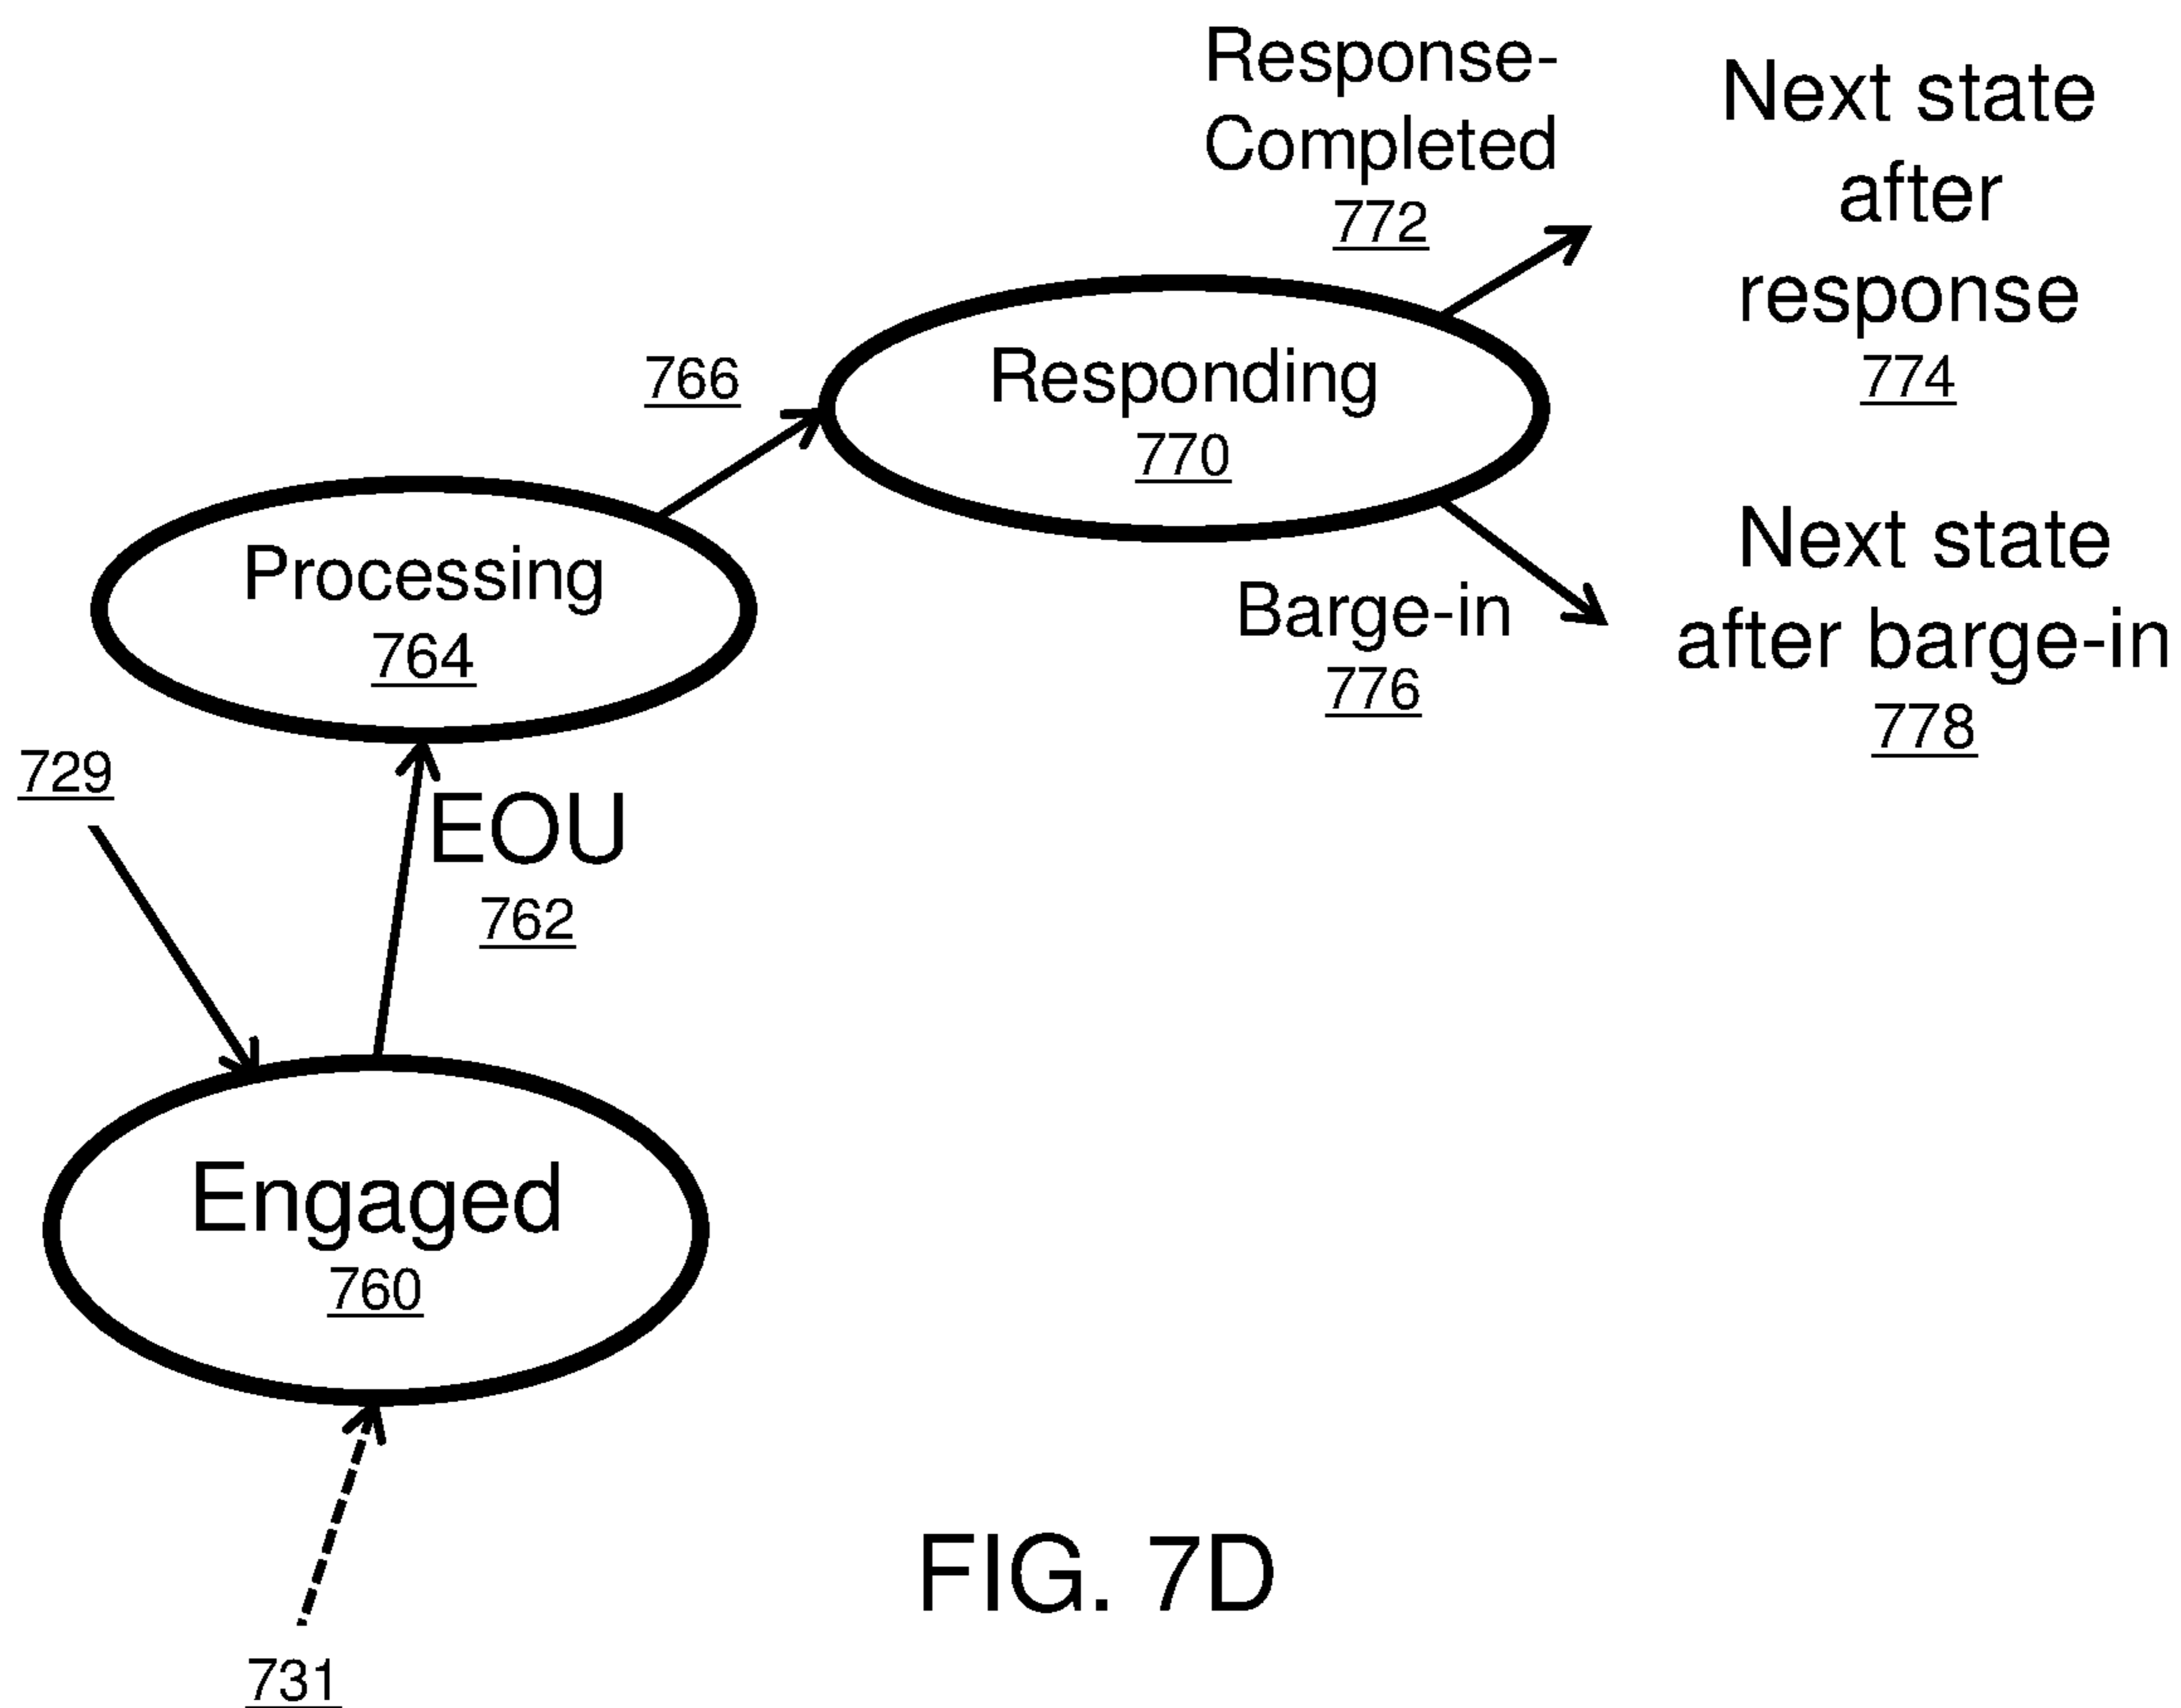 Response-
Completed
772
Next state
after
response
774
Responding
770
766
Processing
764
Barge-in
776
Next state
after barge-in
778
729
EOU
762
Engaged
760
731
FIG. 7D